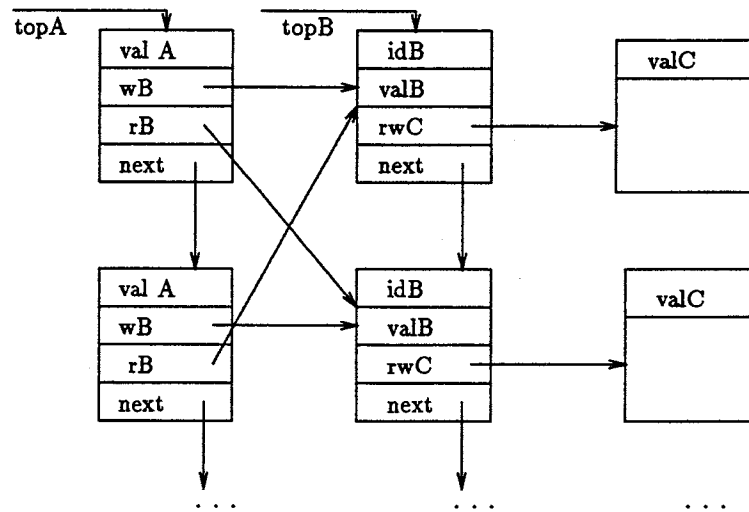 topA
topB
val A
wB
rB
next
idB
valB
rwC
next
valC
val A
wB
rB
next
idB
valB
rwC
next
valC
. . .
. . .
. . .